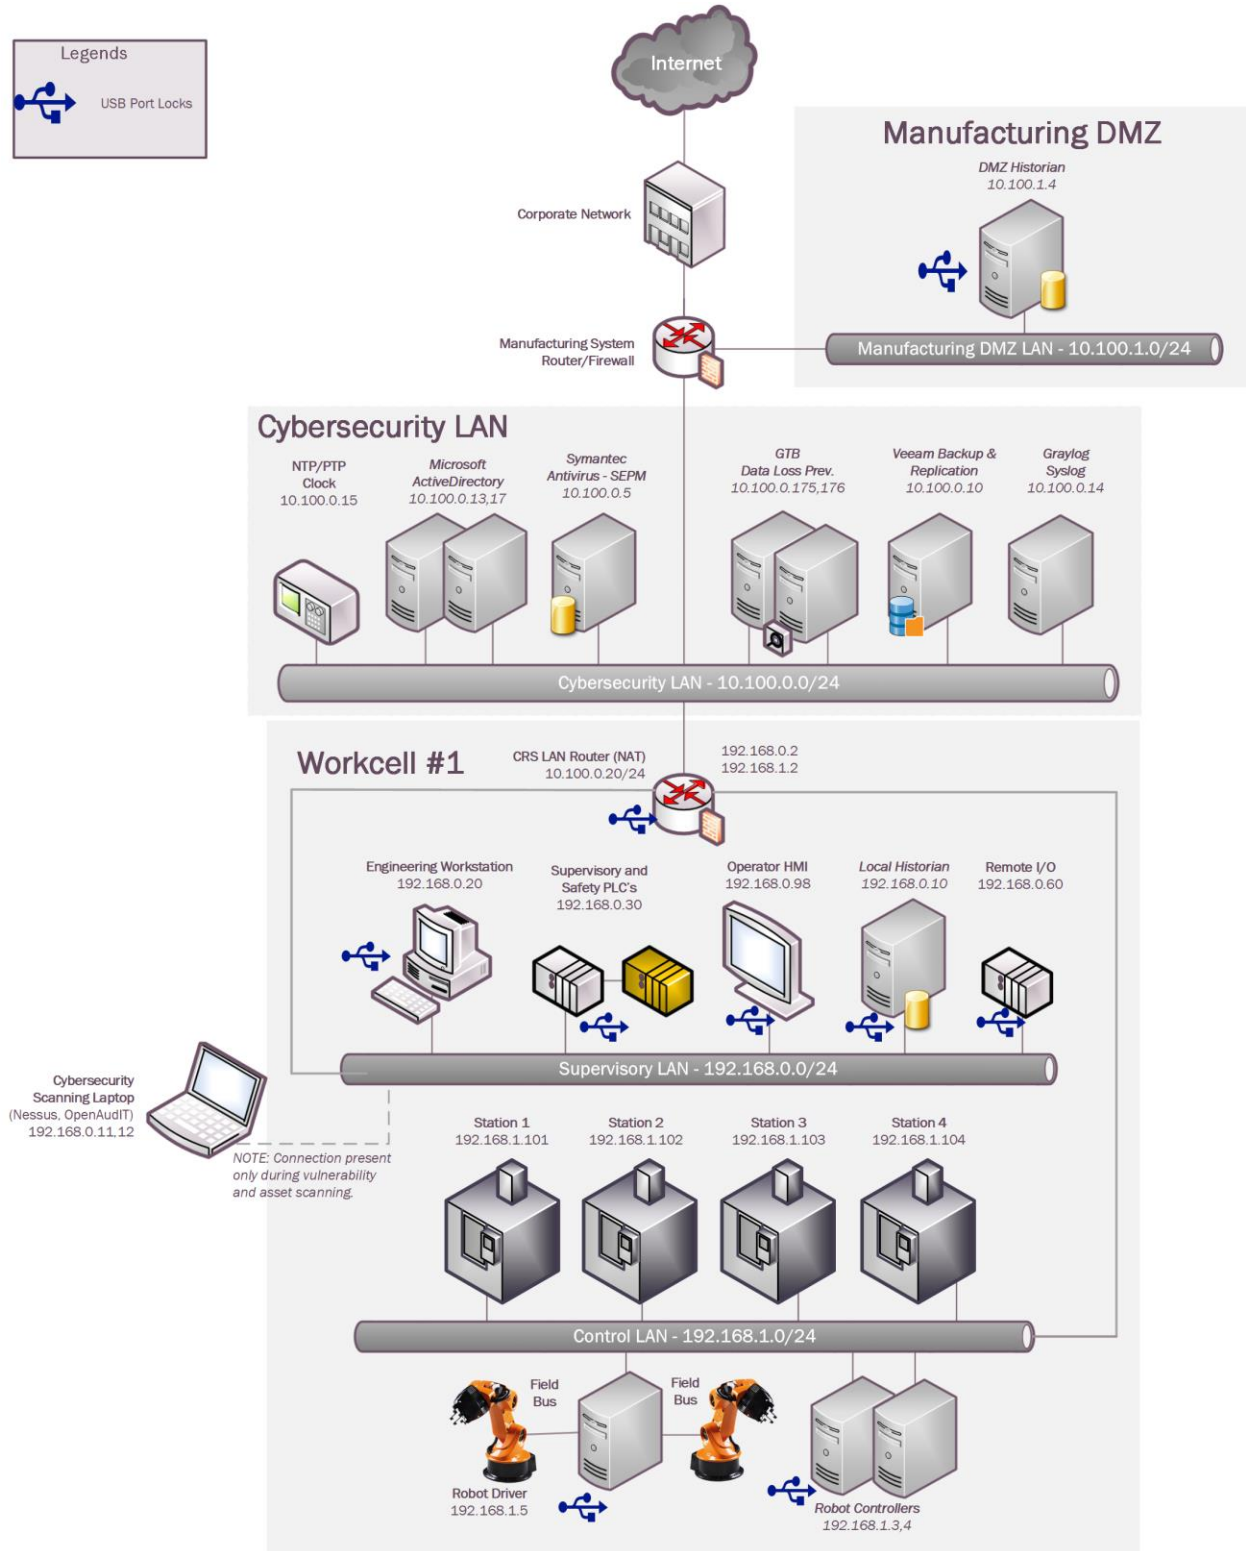 Legends
USB Port Locks
Internet
Manufacturing DMZ
DMZ Historian
10.100.1.4
Corporate Network
Manufacturing System
Router/Firewall
Manufacturing DMZ LAN - 10.100.1.0/24
Cybersecurity LAN
NTP/PTP
Clock
10.100.0.15
Microsoft
ActiveDirectory
10.100.0.13,17
Symantec
Antivirus - SEPM
10.100.0.5
GTB
Data Loss Prev.
10.100.0.175,176
Veeam Backup &
Replication
10.100.0.10
Graylog
Syslog
10.100.0.14
Cybersecurity LAN - 10.100.0.0/24
Workcell #1
CRS LAN Router (NAT)
10.100.0.20/24
192.168.0.2
192.168.1.2
Engineering Workstation
192.168.0.20
Supervisory and
Safety PLC's
192.168.0.30
Operator HMI
192.168.0.98
Local Historian
192.168.0.10
Remote I/O
192.168.0.60
Supervisory LAN - 192.168.0.0/24
Cybersecurity
Scanning Laptop
(Nessus, OpenAudIT)
192.168.0.11,12
NOTE: Connection present
only during vulnerability
and asset scanning.
Station 1
192.168.1.101
Station 2
192.168.1.102
Station 3
192.168.1.103
Station 4
192.168.1.104
Control LAN - 192.168.1.0/24
Field
Bus
Field
Bus
Robot Driver
192.168.1.5
Robot Controllers
192.168.1.3,4